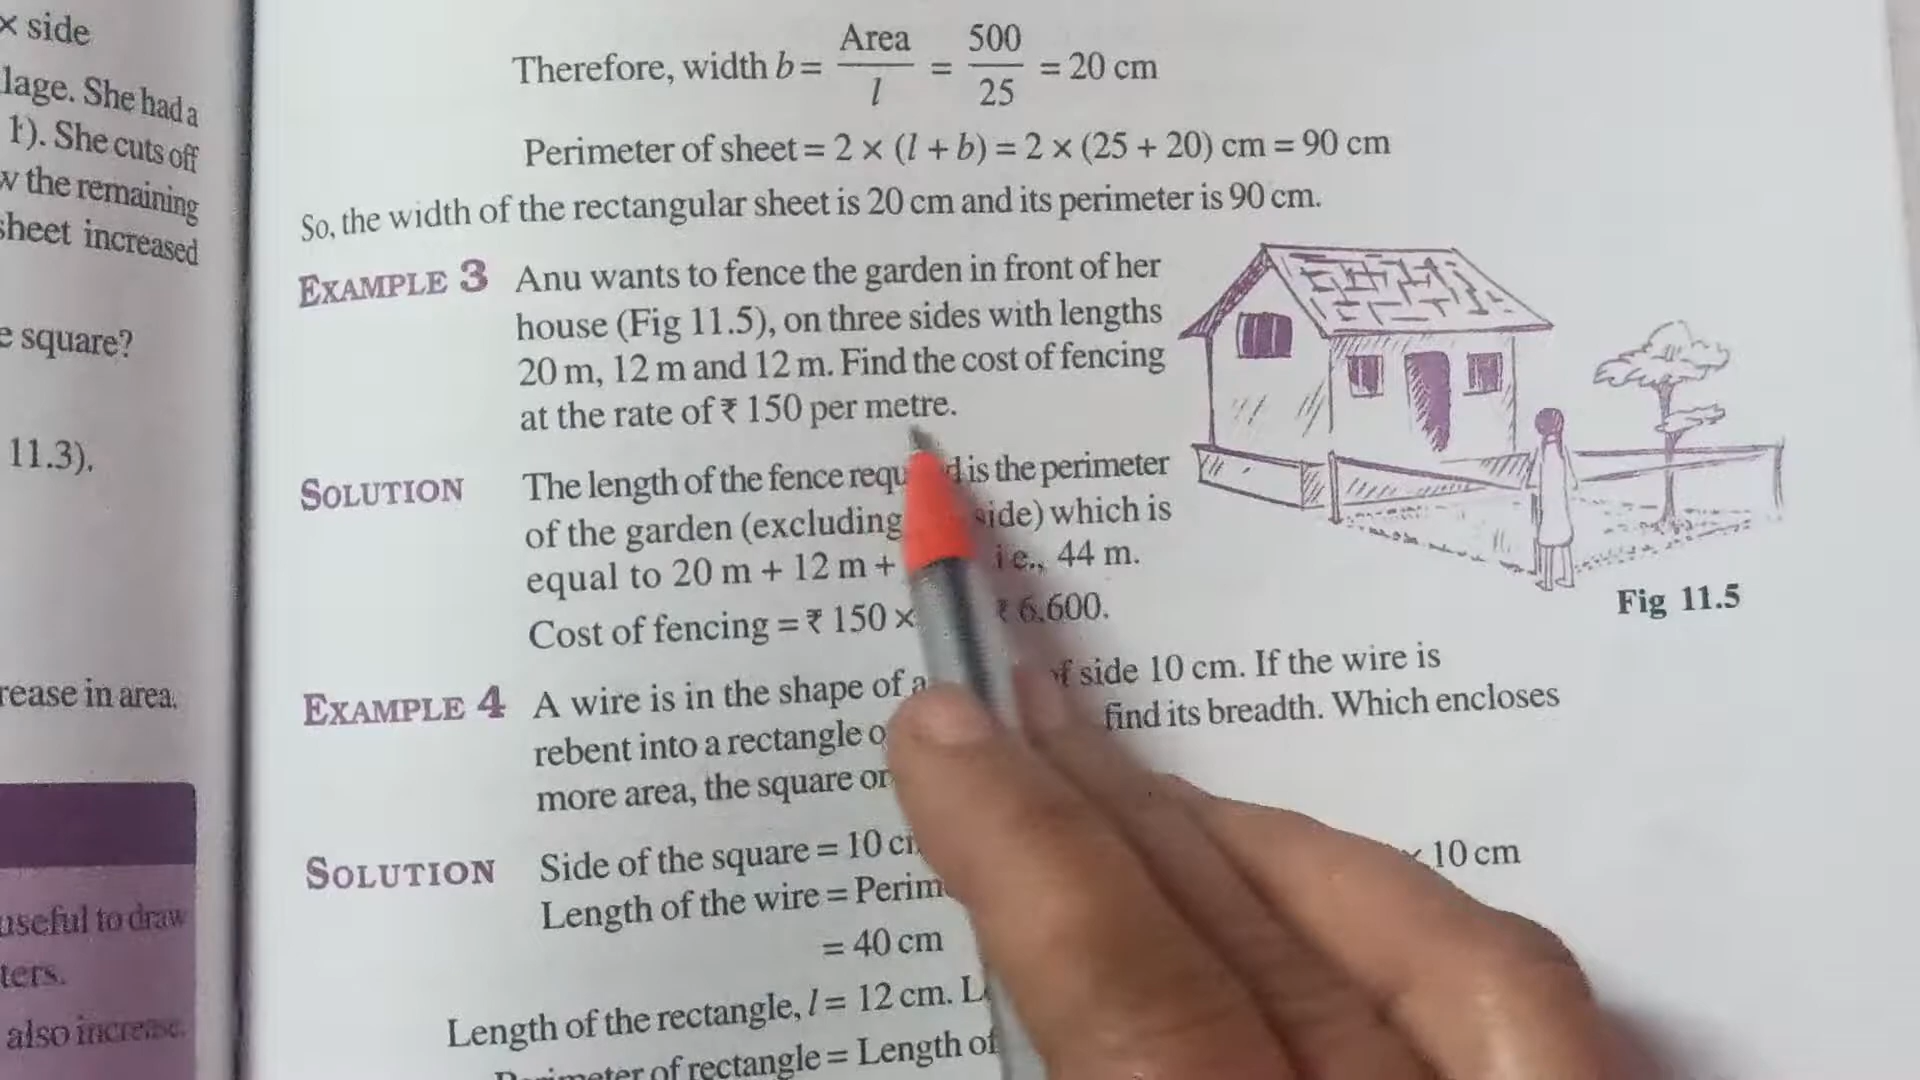 × side
lage. She had a
1). She cuts off
w the remaining
sheet increased
e square?
11.3).
rease in area.
useful to draw
ters.
also increase.
Therefore, width b = Area / l = 500 / 25 = 20 cm
Perimeter of sheet = 2 × (l + b) = 2 × (25 + 20) cm = 90 cm
So, the width of the rectangular sheet is 20 cm and its perimeter is 90 cm.
EXAMPLE 3 Anu wants to fence the garden in front of her
house (Fig 11.5), on three sides with lengths
20 m, 12 m and 12 m. Find the cost of fencing
at the rate of ₹ 150 per metre.
SOLUTION The length of the fence requ d is the perimeter
of the garden (excluding side) which is
equal to 20 m + 12 m + i.e., 44 m.
Cost of fencing = ₹ 150 × ₹ 6,600.
Fig 11.5
EXAMPLE 4 A wire is in the shape of a of side 10 cm. If the wire is
rebent into a rectangle o find its breadth. Which encloses
more area, the square or
SOLUTION Side of the square = 10 c × 10 cm
Length of the wire = Perim
= 40 cm
Length of the rectangle, l = 12 cm. L
Perimeter of rectangle = Length of